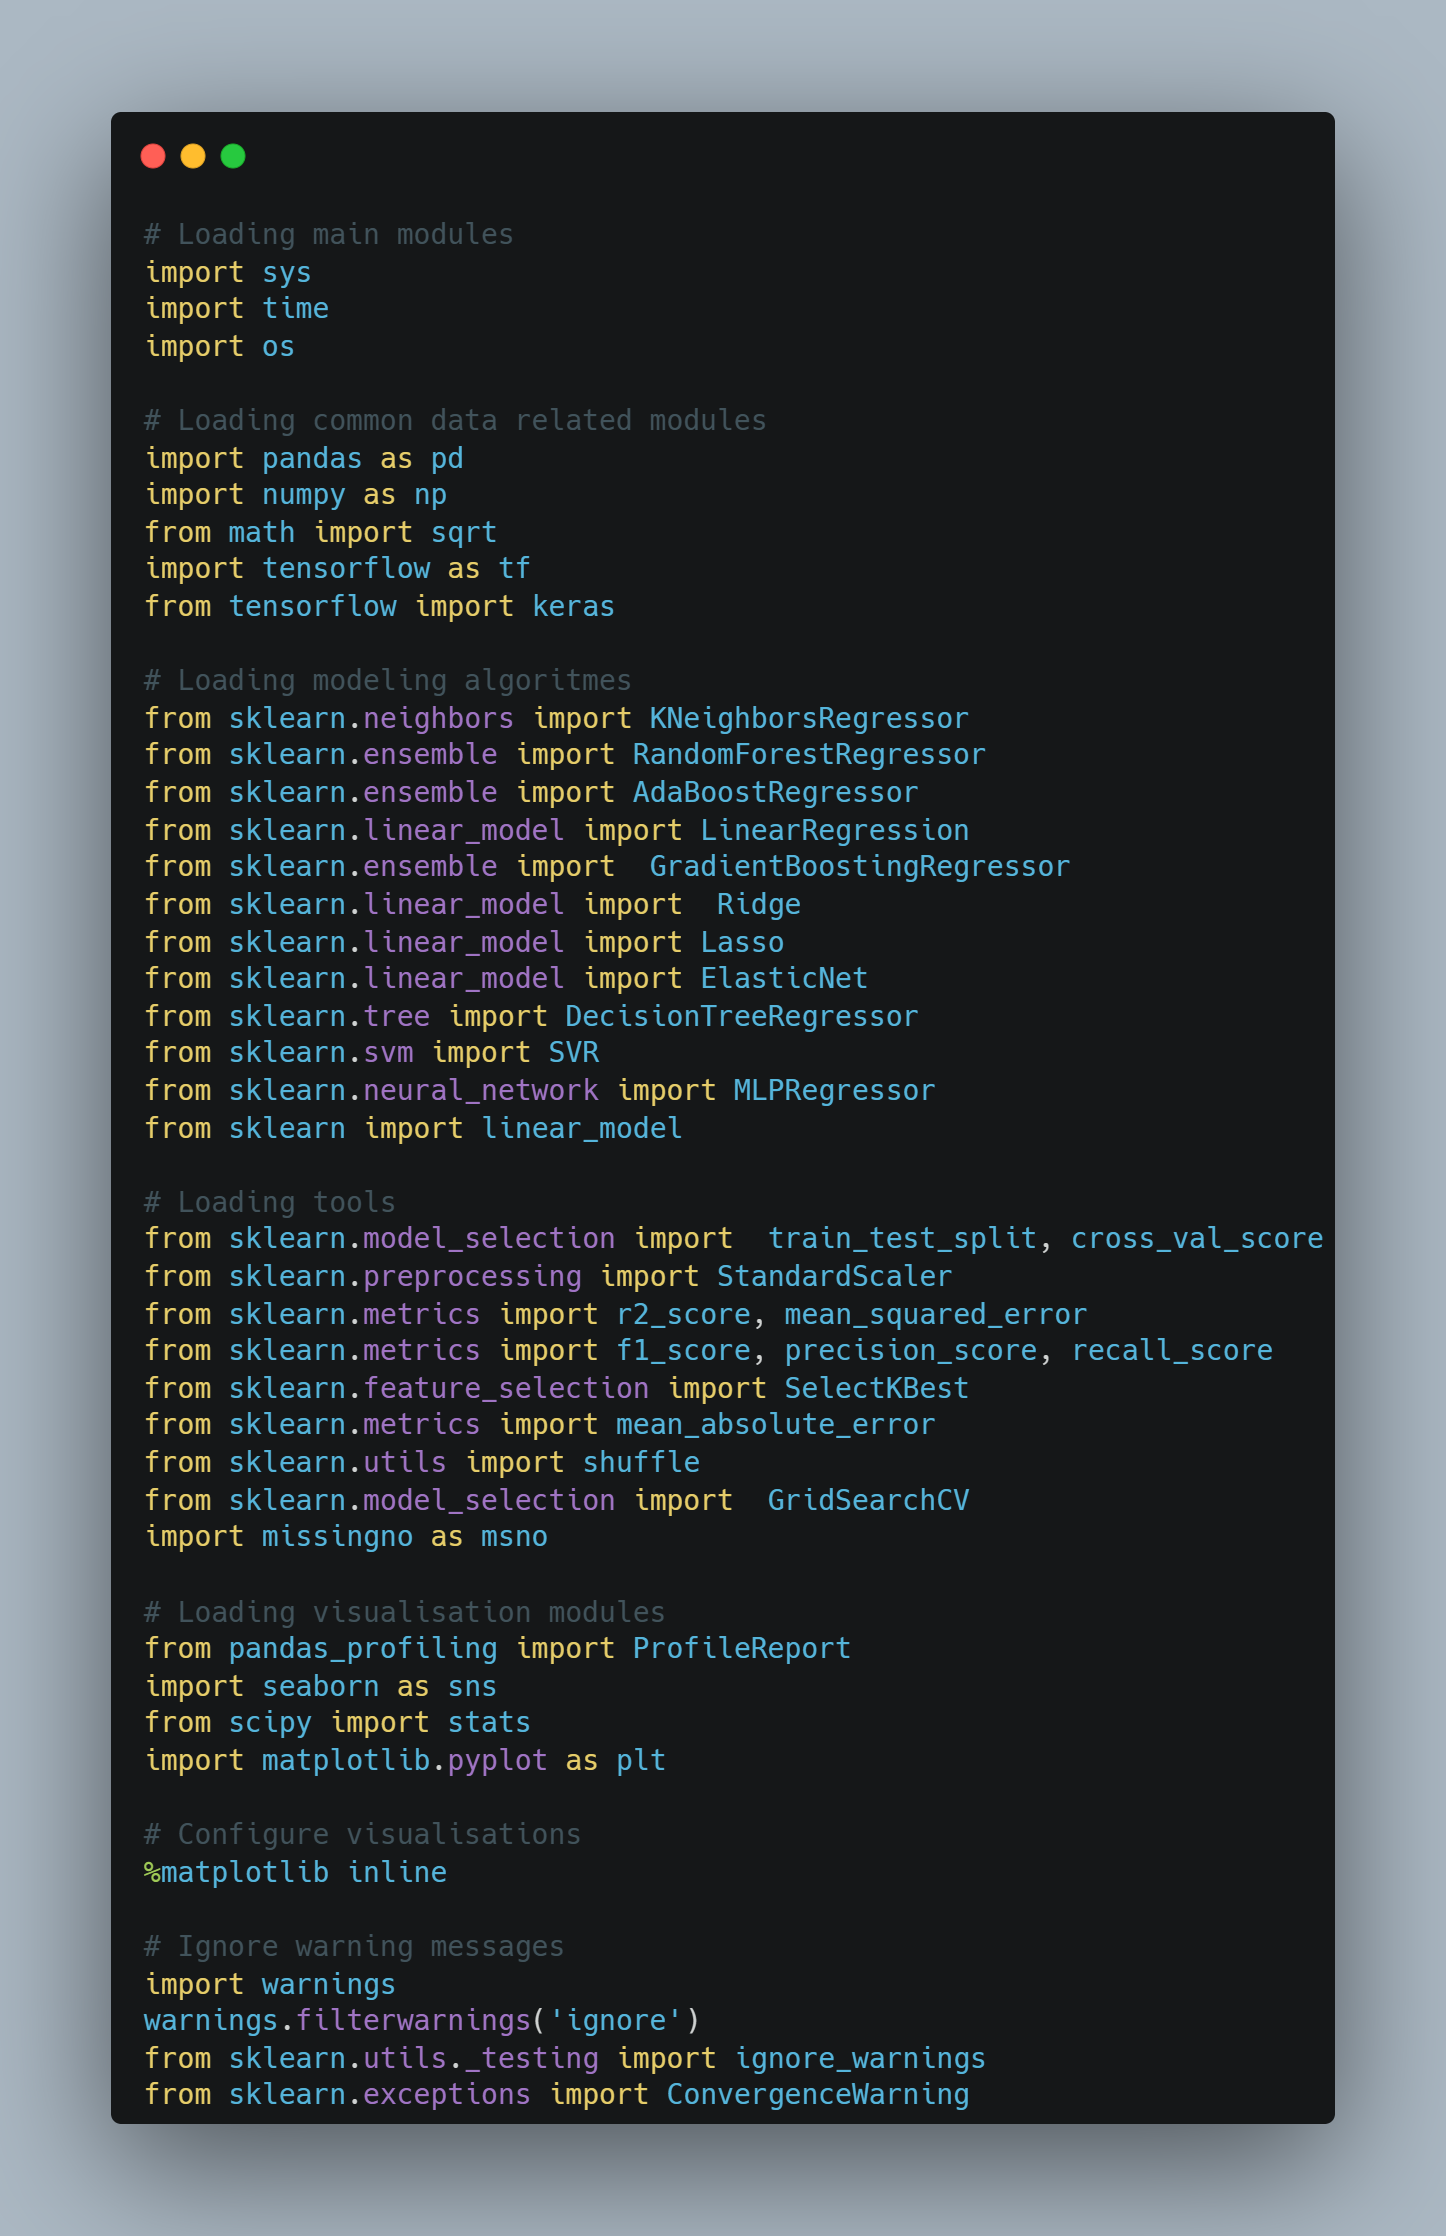 # Loading main modules
import sys
import time
import os
# Loading common data related modules
import pandas as pd
import numpy as np
from math import sqrt
import tensorflow as tf
from tensorflow import keras
# Loading modeling algoritmes
from sklearn.neighbors import KNeighborsRegressor
from sklearn.ensemble import RandomForestRegressor
from sklearn.ensemble import AdaBoostRegressor
from sklearn.linear_model import LinearRegression
from sklearn.ensemble import  GradientBoostingRegressor
from sklearn.linear_model import  Ridge
from sklearn.linear_model import Lasso
from sklearn.linear_model import ElasticNet
from sklearn.tree import DecisionTreeRegressor
from sklearn.svm import SVR
from sklearn.neural_network import MLPRegressor
from sklearn import linear_model
# Loading tools
from sklearn.model_selection import  train_test_split, cross_val_score
from sklearn.preprocessing import StandardScaler
from sklearn.metrics import r2_score, mean_squared_error
from sklearn.metrics import f1_score, precision_score, recall_score
from sklearn.feature_selection import SelectKBest
from sklearn.metrics import mean_absolute_error
from sklearn.utils import shuffle
from sklearn.model_selection import  GridSearchCV
import missingno as msno
# Loading visualisation modules
from pandas_profiling import ProfileReport
import seaborn as sns
from scipy import stats
import matplotlib.pyplot as plt
# Configure visualisations
%matplotlib inline
# Ignore warning messages
import warnings
warnings.filterwarnings('ignore')
from sklearn.utils._testing import ignore_warnings
from sklearn.exceptions import ConvergenceWarning